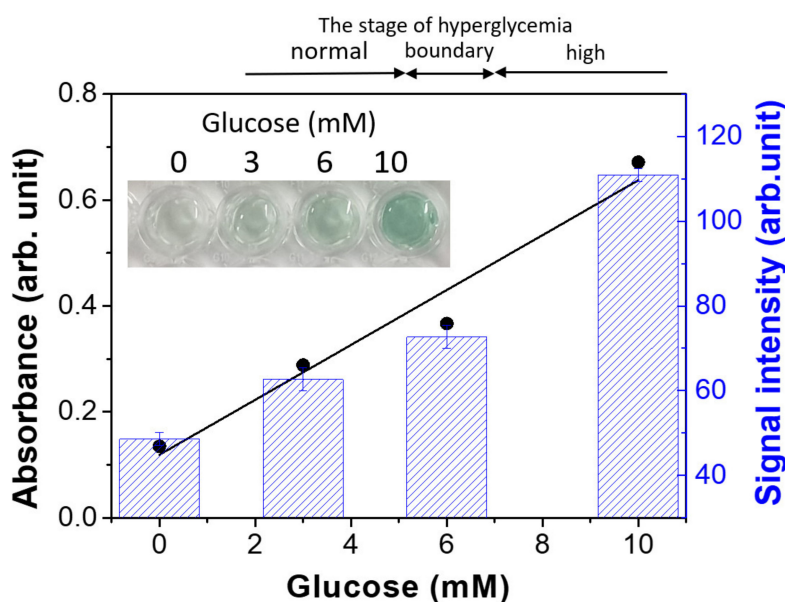 The stage of hyperglycemia
normal boundary high
Glucose (mM)
0 3 6 10
Absorbance (arb. unit)
0.8
0.6
0.4
0.2
0.0
Signal intensity (arb.unit)
120
100
80
60
40
0 2 4 6 8 10
Glucose (mM)